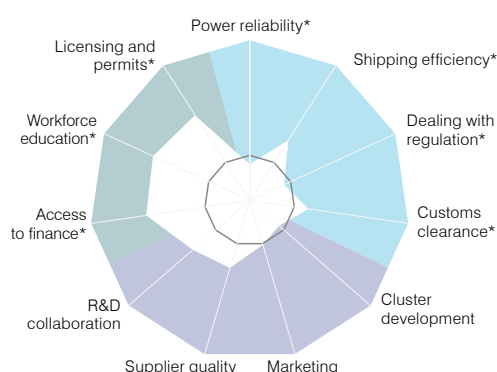 Power reliability*
Licensing and
permits*
Shipping efficiency*
Workforce
education*
Dealing with
regulation*
Access
to finance*
Customs
clearance*
R&D
collaboration
Cluster
development
Supplier quality
Marketing